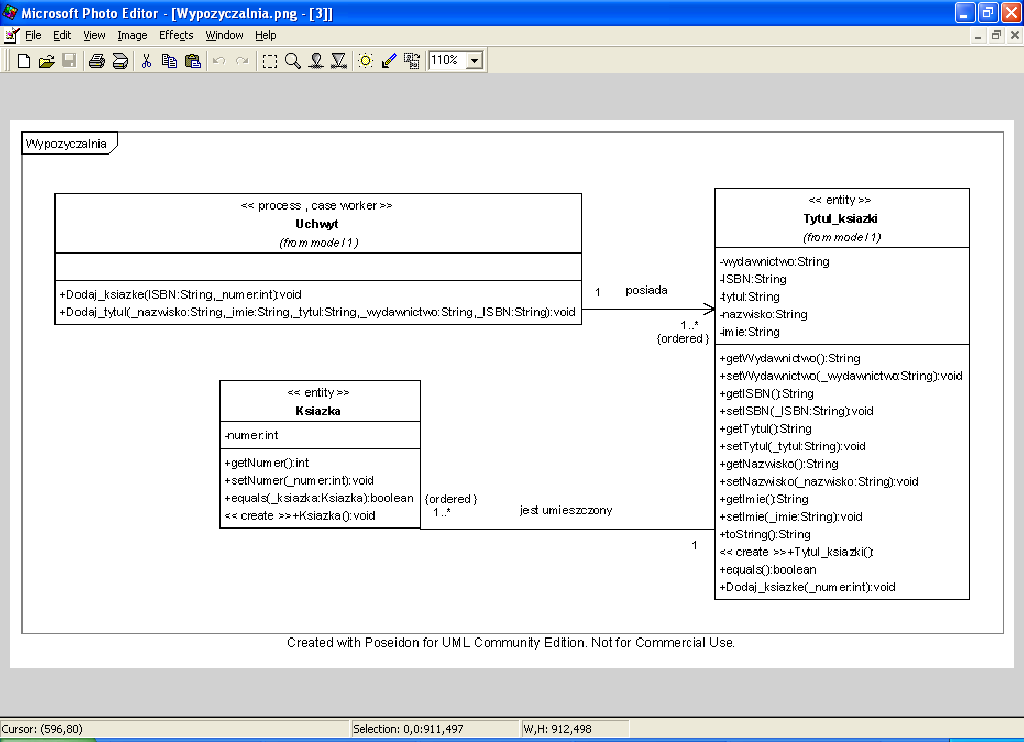 Microsoft Photo Editor - [Wypozyczalnia.png - [3]]
File Edit View Image Effects Window Help
110%
Wypozyczalnia
<< process , case worker >>
Uchwyt
(from model 1 )
+Dodaj_ksiazke(ISBN:String,_numer:int):void
+Dodaj_tytul(_nazwisko:String,_imie:String,_tytul:String,_wydawnictwo:String,_ISBN:String):void
1 posiada
1..*
{ordered }
<< entity >>
Tytul_ksiazki
(from model 1)
-wydawnictwo:String
-ISBN:String
-tytul:String
-nazwisko:String
-imie:String
+getWydawnictwo():String
+setWydawnictwo(_wydawnictwo:String):void
+getISBN():String
+setISBN(_ISBN:String):void
+getTytul():String
+setTytul(_tytul:String):void
+getNazwisko():String
+setNazwisko(_nazwisko:String):void
+getImie():String
+setImie(_imie:String):void
+toString():String
<< create >>+Tytul_ksiazki()
+equals():boolean
+Dodaj_ksiazke(_numer:int):void
<< entity >>
Ksiazka
-numer:int
+getNumer():int
+setNumer(_numer:int):void
+equals(_ksiazka:Ksiazka):boolean
<< create >>+Ksiazka():void
{ordered }
1..*
jest umieszczony
1
Created with Poseidon for UML Community Edition. Not for Commercial Use.
Cursor: (596,80) Selection: 0,0:911,497 W,H: 912,498